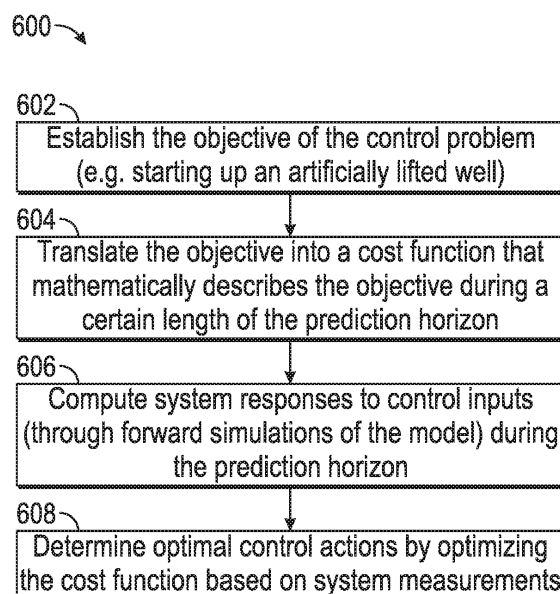 600
602
Establish the objective of the control problem
(e.g. starting up an artificially lifted well)
604
Translate the objective into a cost function that
mathematically describes the objective during a
certain length of the prediction horizon
606
Compute system responses to control inputs
(through forward simulations of the model) during
the prediction horizon
608
Determine optimal control actions by optimizing
the cost function based on system measurements